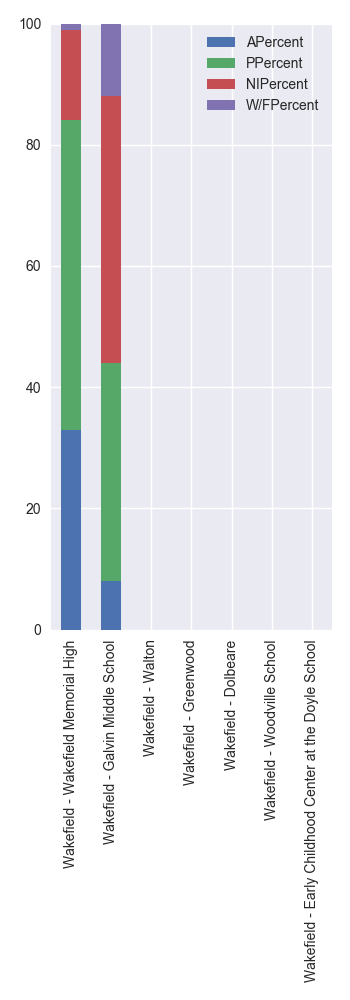 100
80
60
40
20
0
APercent
PPercent
NIPercent
W/FPercent
Wakefield - Wakefield Memorial High
Wakefield - Galvin Middle School
Wakefield - Walton
Wakefield - Greenwood
Wakefield - Dolbeare
Wakefield - Woodville School
Wakefield - Early Childhood Center at the Doyle School